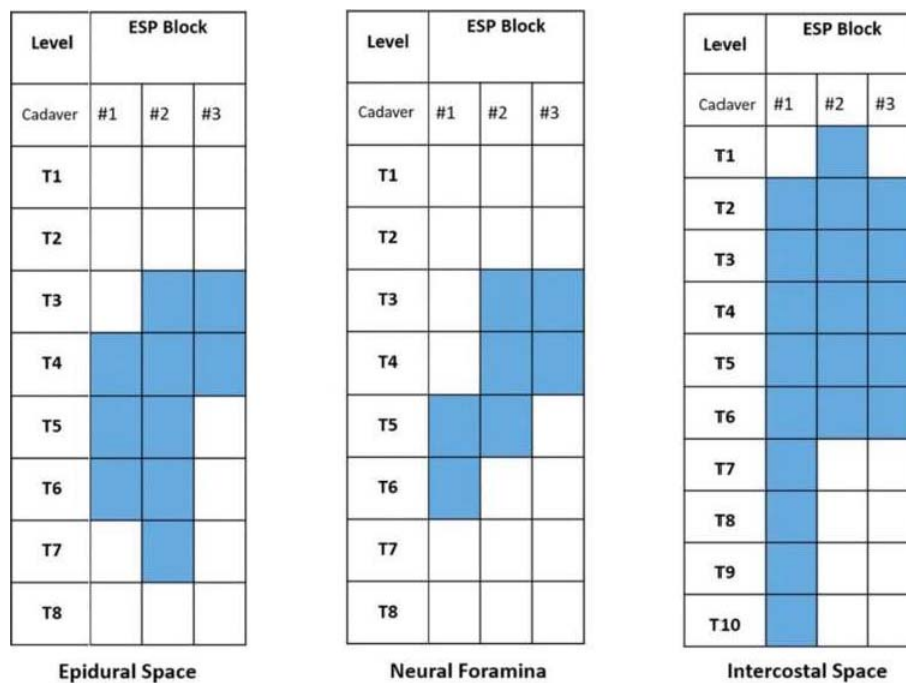 Level ESP Block
Cadaver #1 #2 #3
T1
T2
T3
T4
T5
T6
T7
T8
Epidural Space
Level ESP Block
Cadaver #1 #2 #3
T1
T2
T3
T4
T5
T6
T7
T8
Neural Foramina
Level ESP Block
Cadaver #1 #2 #3
T1
T2
T3
T4
T5
T6
T7
T8
T9
T10
Intercostal Space